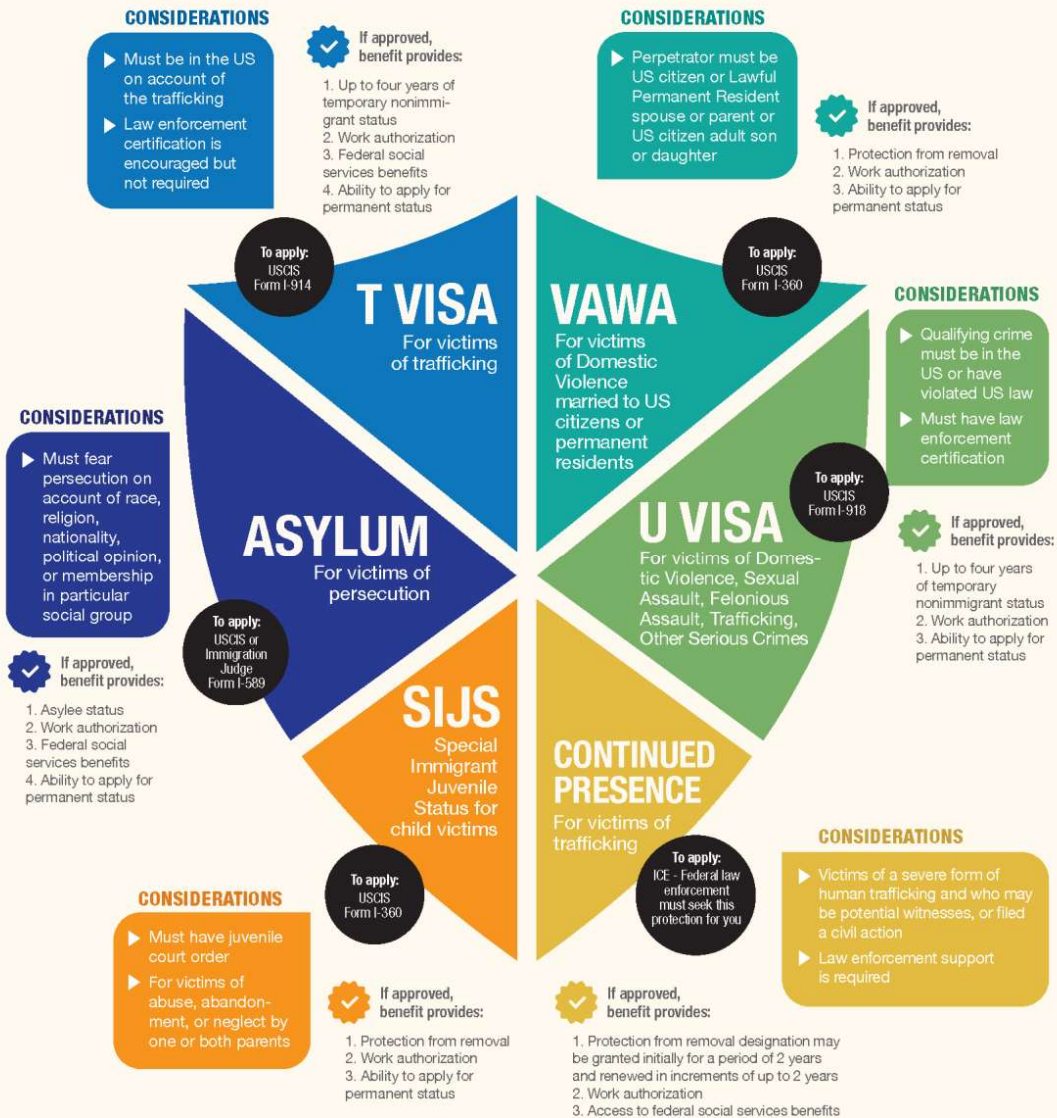 CONSIDERATIONS
Must be in the US
on account of
the trafficking
Law enforcement
certification is
encouraged but
not required
If approved,
benefit provides:
1. Up to four years of
temporary nonimmi-
grant status
2. Work authorization
3. Federal social
services benefits
4. Ability to apply for
permanent status
To apply:
USCIS
Form I-914
T VISA
For victims
of trafficking
CONSIDERATIONS
Perpetrator must be
US citizen or Lawful
Permanent Resident
spouse or parent or
US citizen adult son
or daughter
If approved,
benefit provides:
1. Protection from removal
2. Work authorization
3. Ability to apply for
permanent status
To apply:
USCIS
Form I-360
VAWA
For victims
of Domestic
Violence
married to US
citizens or
permanent
residents
CONSIDERATIONS
Qualifying crime
must be in the
US or have
violated US law
Must have law
enforcement
certification
To apply:
USCIS
Form I-918
If approved,
benefit provides:
1. Up to four years
of temporary
nonimmigrant status
2. Work authorization
3. Ability to apply for
permanent status
U VISA
For victims of Domes-
tic Violence, Sexual
Assault, Felonious
Assault, Trafficking,
Other Serious Crimes
CONSIDERATIONS
Must fear
persecution on
account of race,
religion,
nationality,
political opinion,
or membership
in particular
social group
ASYLUM
For victims of
persecution
To apply:
USCIS or
Immigration
Judge
Form I-589
If approved,
benefit provides:
1. Asylee status
2. Work authorization
3. Federal social
services benefits
4. Ability to apply for
permanent status
SIJS
Special
Immigrant
Juvenile
Status for
child victims
To apply:
USCIS
Form I-360
CONSIDERATIONS
Must have juvenile
court order
For victims of
abuse, abandon-
ment, or neglect by
one or both parents
If approved,
benefit provides:
1. Protection from removal
2. Work authorization
3. Ability to apply for
permanent status
CONTINUED
PRESENCE
For victims of
trafficking
To apply:
ICE - Federal law
enforcement
must seek this
protection for you
CONSIDERATIONS
Victims of a severe form of
human trafficking and who may
be potential witnesses, or filed
a civil action
Law enforcement support
is required
If approved,
benefit provides:
1. Protection from removal designation may
be granted initially for a period of 2 years
and renewed in increments of up to 2 years
2. Work authorization
3. Access to federal social services benefits